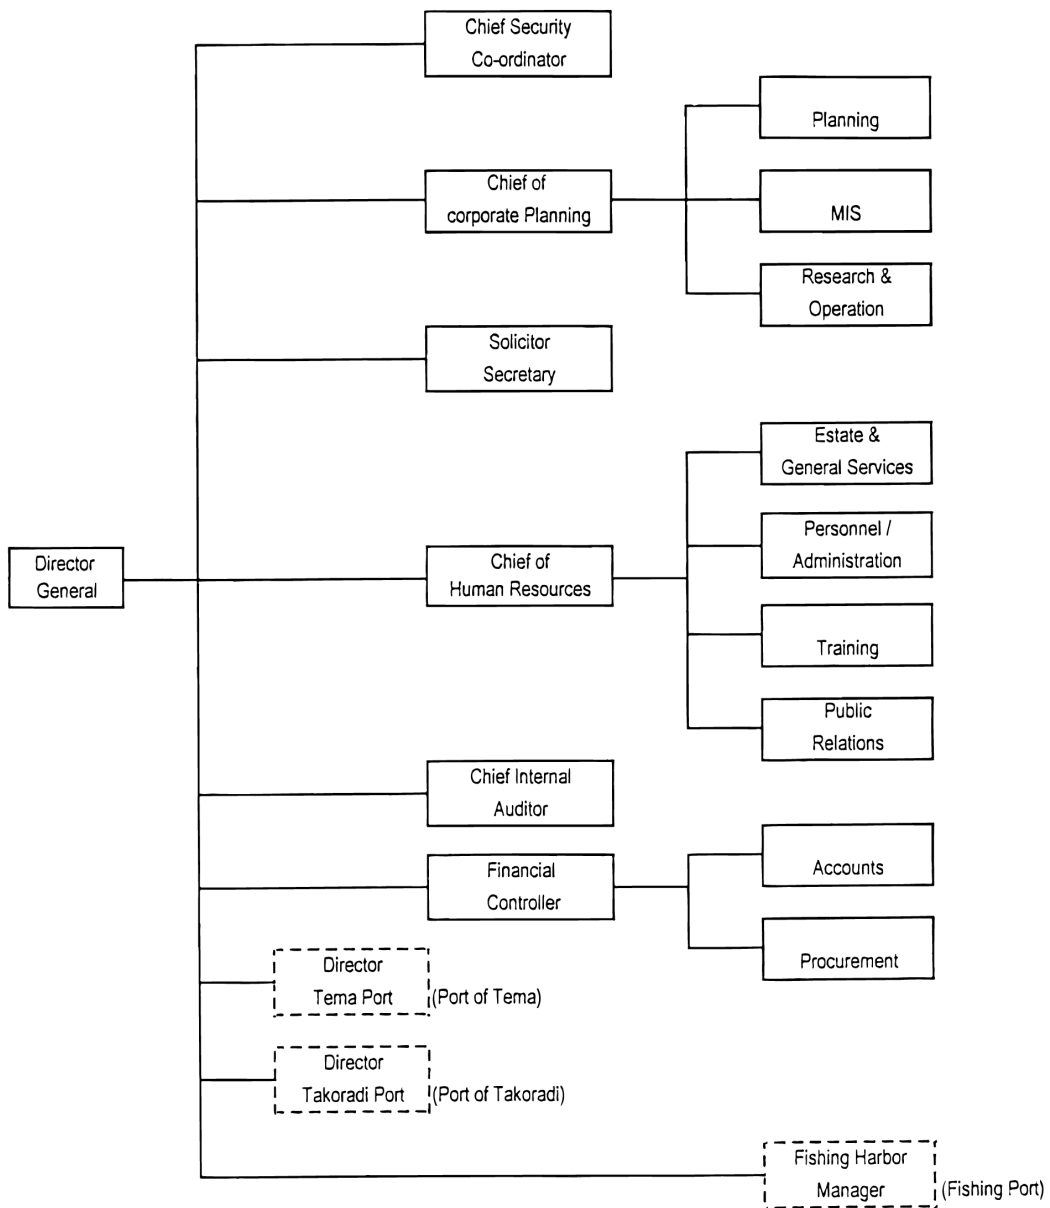 Chief Security
Co-ordinator
Planning
Chief of
corporate Planning
MIS
Research &
Operation
Solicitor
Secretary
Estate &
General Services
Personnel /
Administration
Director
General
Chief of
Human Resources
Training
Public
Relations
Chief Internal
Auditor
Financial
Controller
Accounts
Procurement
Director
Tema Port (Port of Tema)
Director
Takoradi Port (Port of Takoradi)
Fishing Harbor
Manager (Fishing Port)